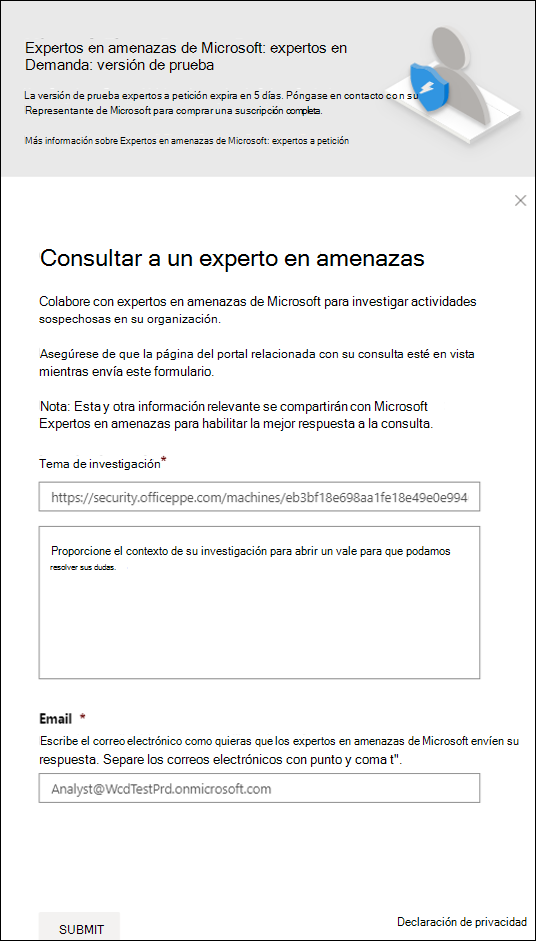 Expertos en amenazas de Microsoft: expertos en
Demanda: versión de prueba
La versión de prueba expertos a petición expira en 5 días. Póngase en contacto con su
Representante de Microsoft para comprar una suscripción completa.
Más información sobre Expertos en amenazas de Microsoft: expertos a petición
Consultar a un experto en amenazas
Colabore con expertos en amenazas de Microsoft para investigar actividades
sospechosas en su organización.
Asegúrese de que la página del portal relacionada con su consulta esté en vista
mientras envía este formulario.
Nota: Esta y otra información relevante se compartirán con Microsoft
Expertos en amenazas para habilitar la mejor respuesta a la consulta.
Tema de investigación*
https://security.officeppe.com/machines/eb3bf18e698aa1fe18e49e0e994
Proporcione el contexto de su investigación para abrir un vale para que podamos
resolver sus dudas.
Email *
Escribe el correo electrónico como quieras que los expertos en amenazas de Microsoft envíen su
respuesta. Separe los correos electrónicos con punto y coma t".
Analyst@WcdTestPrd.onmicrosoft.com
Declaración de privacidad
SUBMIT